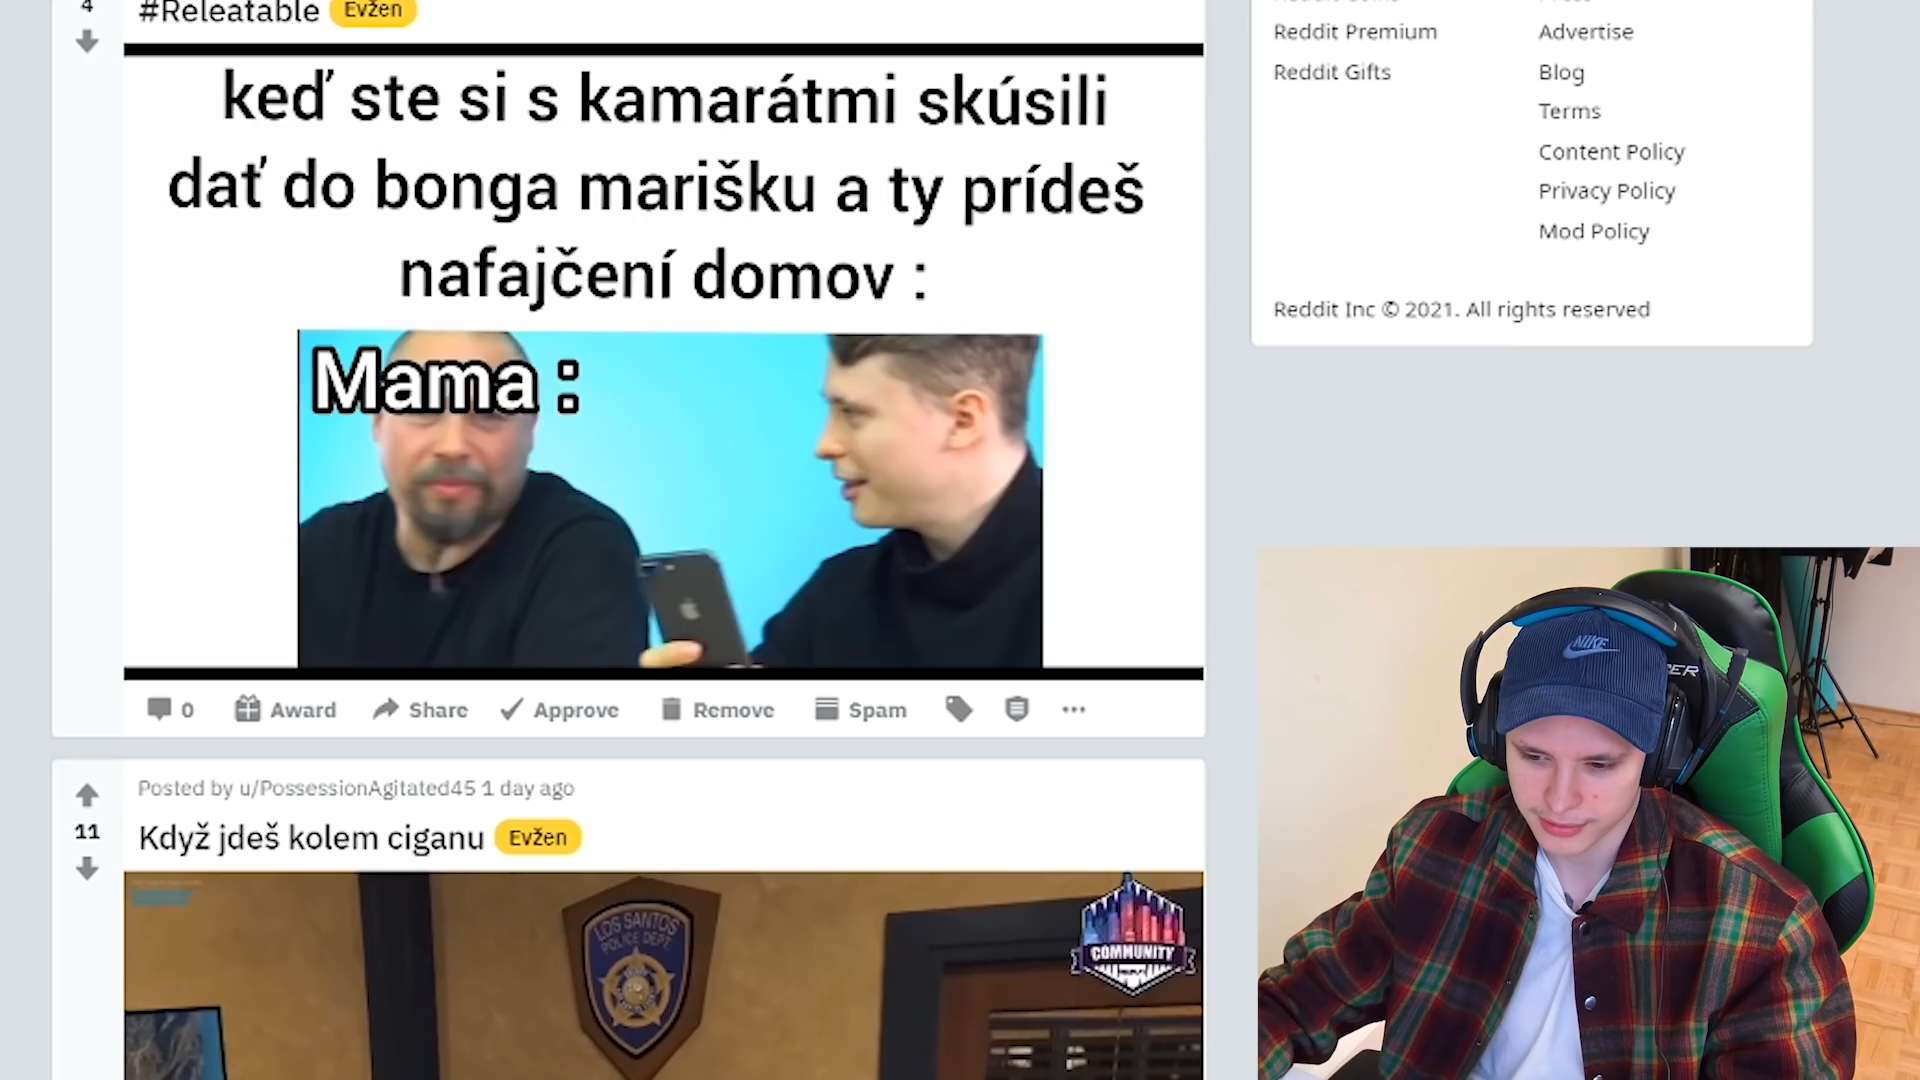 4
#Releatable Evžen
keď ste si s kamarátmi skúsili
dať do bonga marišku a ty prídeš
nafajčení domov :
Mama :
0 Award Share Approve Remove Spam
Posted by u/PossessionAgitated45 1 day ago
11
Když jdeš kolem ciganu Evžen
LOS SANTOS
POLICE DEPT.
COMMUNITY
Reddit Premium
Reddit Gifts
Advertise
Blog
Terms
Content Policy
Privacy Policy
Mod Policy
Reddit Inc © 2021. All rights reserved
NIKE